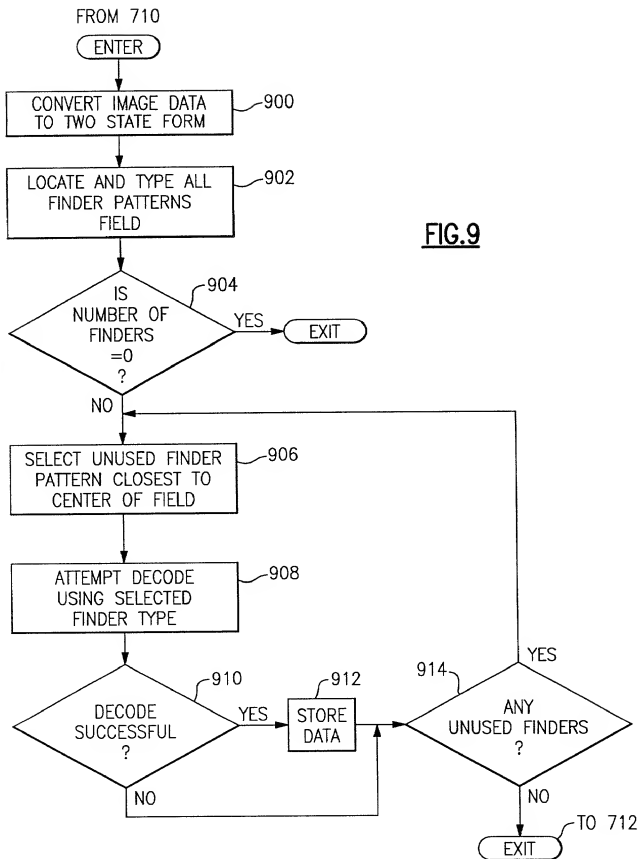 FROM 710
ENTER
CONVERT IMAGE DATA
TO TWO STATE FORM
900
LOCATE AND TYPE ALL
FINDER PATTERNS
FIELD
902
FIG.9
904
IS
NUMBER OF
FINDERS
=0
?
YES
EXIT
NO
SELECT UNUSED FINDER
PATTERN CLOSEST TO
CENTER OF FIELD
906
ATTEMPT DECODE
USING SELECTED
FINDER TYPE
908
910
DECODE
SUCCESSFUL
?
YES
NO
912
STORE
DATA
914
YES
ANY
UNUSED FINDERS
?
NO
TO 712
EXIT